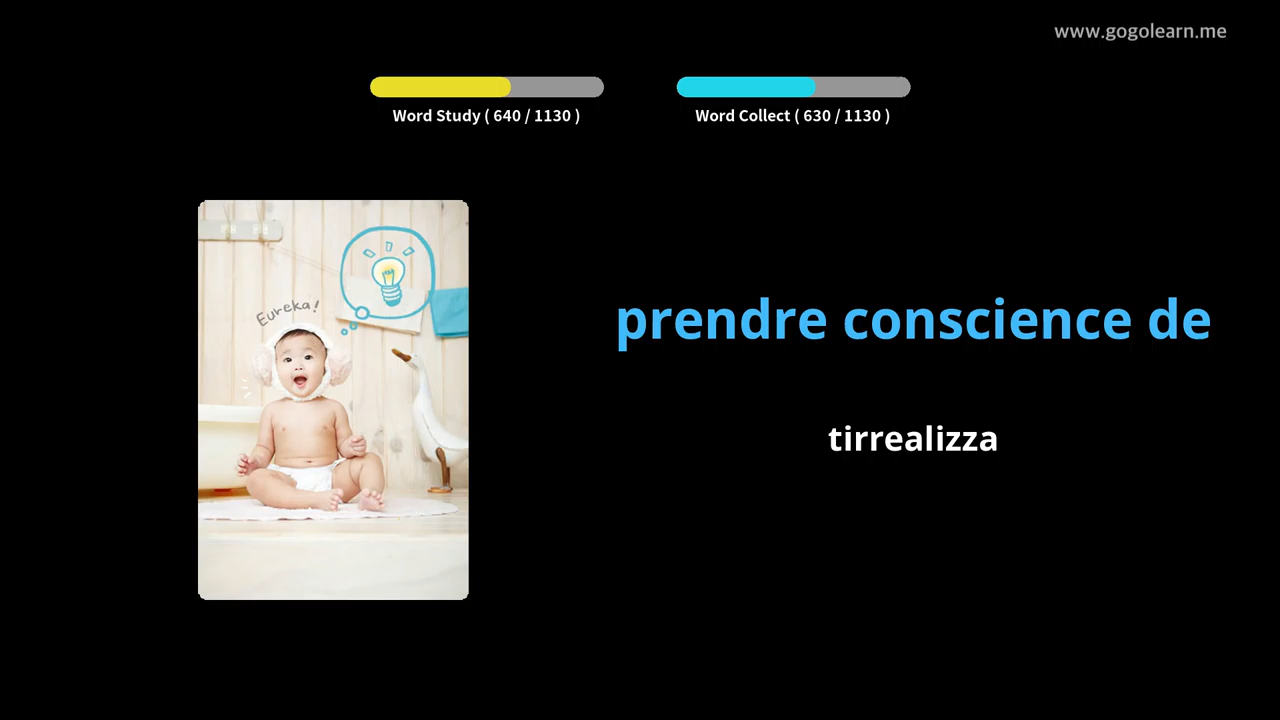 www.gogolearn.me
Word Study ( 640 / 1130 )
Word Collect ( 630 / 1130 )
Eureka!
prendre conscience de
tirrealizza